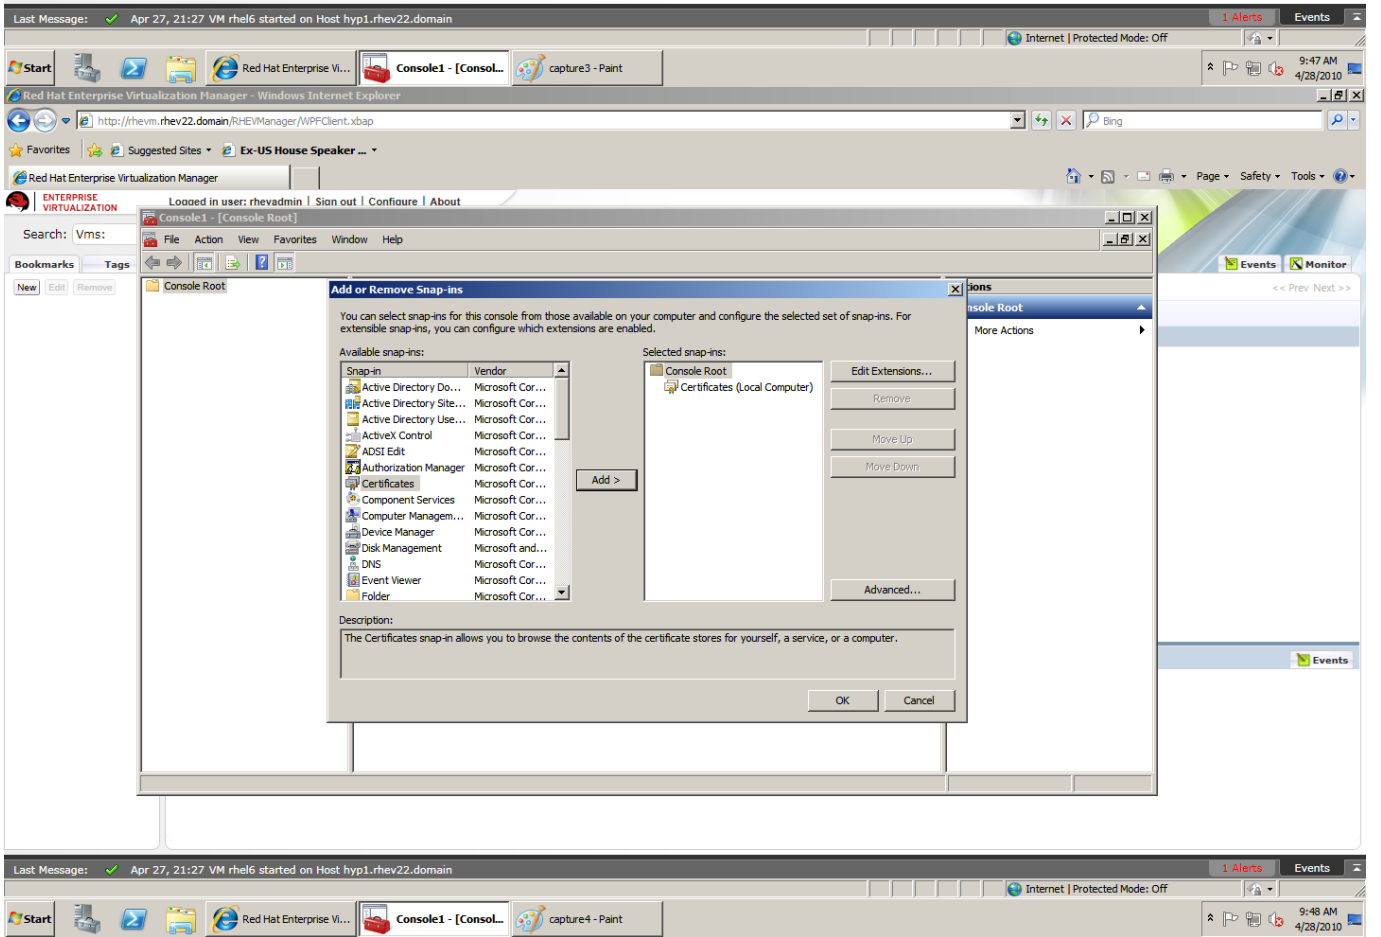 Last Message: Apr 27, 21:27 VM rhel6 started on Host hyp1.rhev22.domain 1 Alerts Events
Internet | Protected Mode: Off
Start Red Hat Enterprise Vi... Console1 - [Consol... capture3 - Paint 9:47 AM
4/28/2010
Red Hat Enterprise Virtualization Manager - Windows Internet Explorer
http://rhevm.rhev22.domain/RHEVManager/WPFClient.xbap Bing
Favorites Suggested Sites Ex-US House Speaker ...
Red Hat Enterprise Virtualization Manager Page Safety Tools
ENTERPRISE
VIRTUALIZATION
Logged in user: rhevadmin | Sign out | Configure | About
Console1 - [Console Root]
Search: Vms:
File Action View Favorites Window Help
Bookmarks Tags Events Monitor
New Edit Remove << Prev Next >>
Console Root
Add or Remove Snap-ins
ions
nsole Root
More Actions
You can select snap-ins for this console from those available on your computer and configure the selected set of snap-ins. For
extensible snap-ins, you can configure which extensions are enabled.
Available snap-ins: Selected snap-ins:
Snap-in Vendor
Active Directory Do... Microsoft Cor...
Active Directory Site... Microsoft Cor...
Active Directory Use... Microsoft Cor...
ActiveX Control Microsoft Cor...
ADSI Edit Microsoft Cor...
Authorization Manager Microsoft Cor...
Certificates Microsoft Cor...
Component Services Microsoft Cor...
Computer Managem... Microsoft Cor...
Device Manager Microsoft Cor...
Disk Management Microsoft and...
DNS Microsoft Cor...
Event Viewer Microsoft Cor...
Folder Microsoft Cor...
Add >
Console Root
Certificates (Local Computer)
Edit Extensions...
Remove
Move Up
Move Down
Advanced...
Description:
The Certificates snap-in allows you to browse the contents of the certificate stores for yourself, a service, or a computer.
OK Cancel
Events
Last Message: Apr 27, 21:27 VM rhel6 started on Host hyp1.rhev22.domain 1 Alerts Events
Internet | Protected Mode: Off
Start Red Hat Enterprise Vi... Console1 - [Consol... capture4 - Paint 9:48 AM
4/28/2010